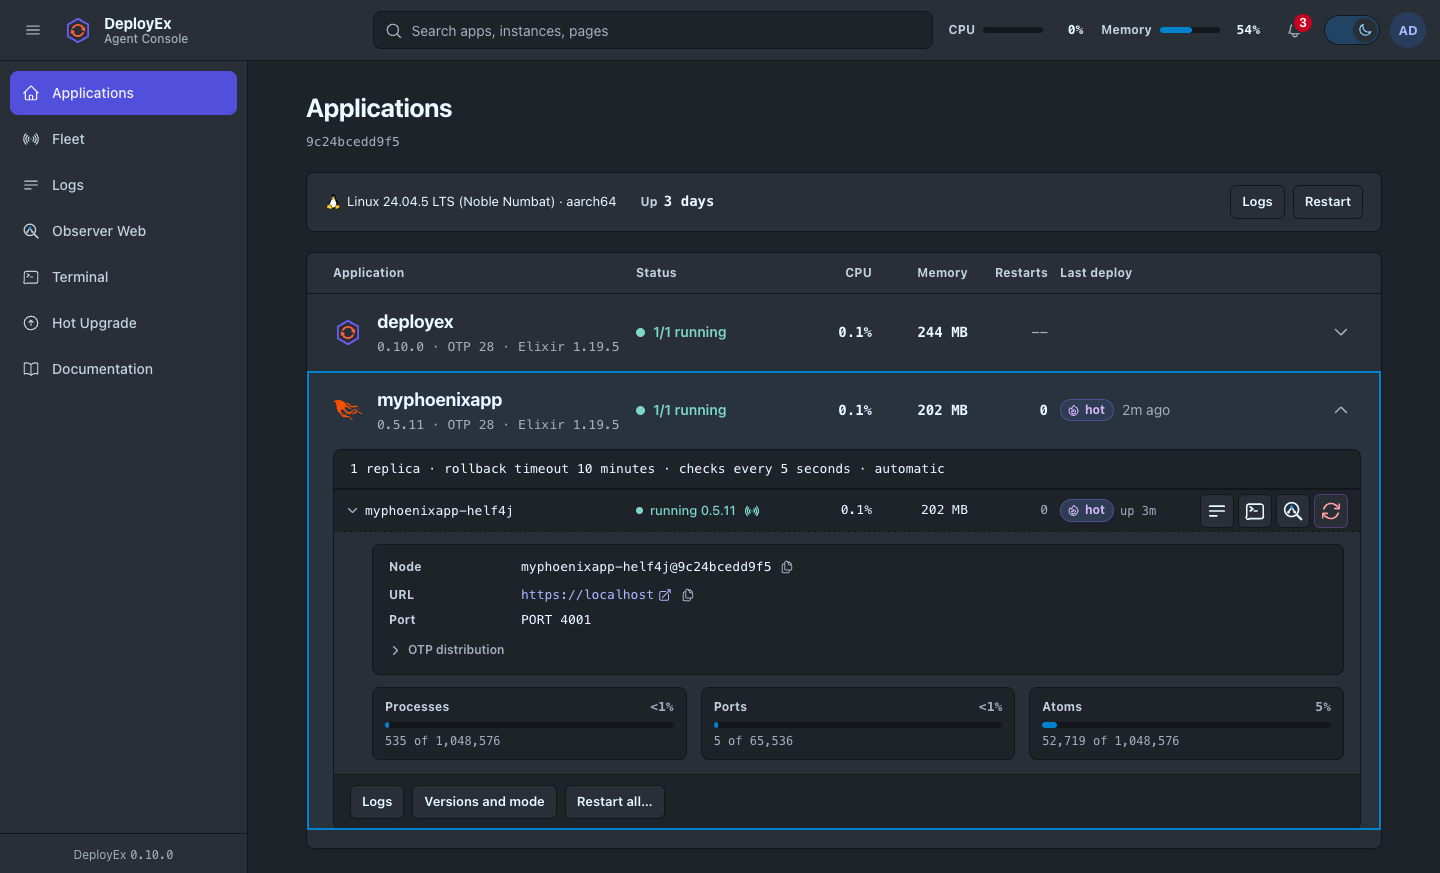 DeployEx
Agent Console
Search apps, instances, pages
CPU 0% Memory 54% 3 AD
Applications
Fleet
Logs
Observer Web
Terminal
Hot Upgrade
Documentation
DeployEx 0.10.0
Applications
9c24bcedd9f5
Linux 24.04.5 LTS (Noble Numbat) · aarch64 Up 3 days Logs Restart
Application Status CPU Memory Restarts Last deploy
deployex
0.10.0 · OTP 28 · Elixir 1.19.5
1/1 running 0.1% 244 MB ——
myphoenixapp
0.5.11 · OTP 28 · Elixir 1.19.5
1/1 running 0.1% 202 MB 0 hot 2m ago
1 replica · rollback timeout 10 minutes · checks every 5 seconds · automatic
myphoenixapp-helf4j running 0.5.11 0.1% 202 MB 0 hot up 3m
Node myphoenixapp-helf4j@9c24bcedd9f5
URL https://localhost
Port PORT 4001
OTP distribution
Processes <1%
535 of 1,048,576
Ports <1%
5 of 65,536
Atoms 5%
52,719 of 1,048,576
Logs Versions and mode Restart all...